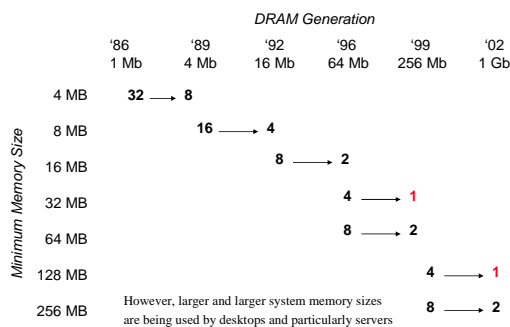 DRAM Generation
‘86 ‘89 ‘92 ‘96 ‘99 ‘02
1 Mb 4 Mb 16 Mb 64 Mb 256 Mb 1 Gb
Minimum Memory Size
4 MB 32 8
8 MB 16 4
16 MB 8 2
32 MB 4 1
64 MB 8 2
128 MB 4 1
256 MB 8 2
However, larger and larger system memory sizes
are being used by desktops and particularly servers